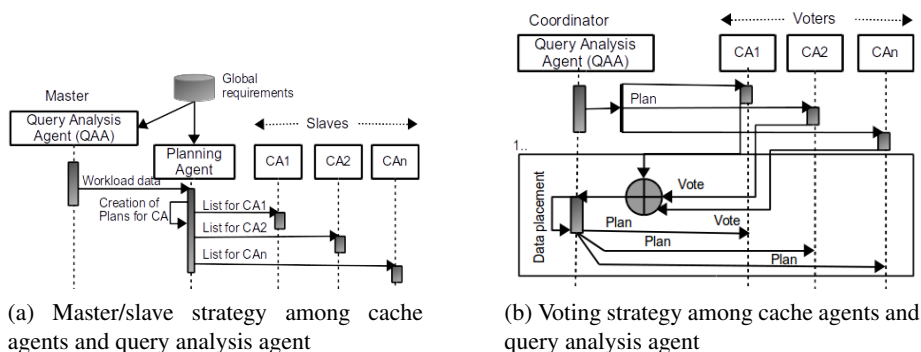 Global
requirements
Master
Query Analysis
Agent (QAA)
Slaves
Planning
Agent
CA1
CA2
CAn
Workload data
Creation of
Plans for CA
List for CA1
List for CA2
List for CAn
(a) Master/slave strategy among cache
agents and query analysis agent
Coordinator
Voters
Query Analysis
Agent (QAA)
CA1
CA2
CAn
Plan
1..
Data placement
Vote
Vote
Plan
Plan
Plan
(b) Voting strategy among cache agents and
query analysis agent